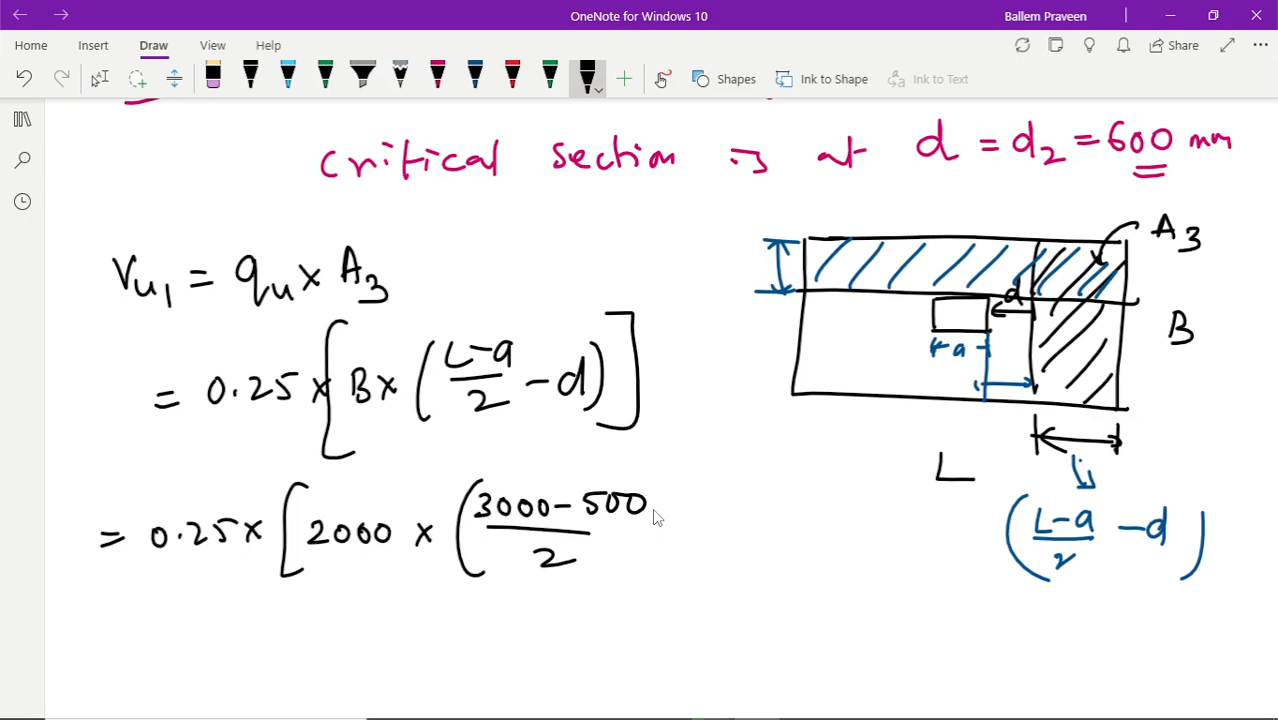 OneNote for Windows 10
Ballem Praveen
Home Insert Draw View Help
Share
Shapes
Ink to Shape
Ink to Text
critical section is at d = d2 = 600 mm
Vu1 = qu x A3
= 0.25 x [B x ((L-a)/2 - d)]
= 0.25 x [2000 x ((3000-500)/2
A3
d
B
a
L
((L-a)/2 - d)